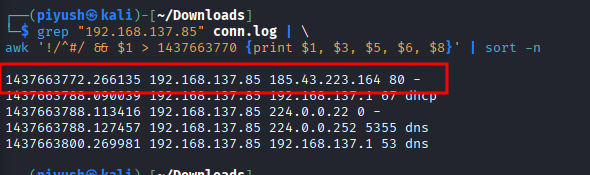 ┌──(piyush㉿kali)-[~/Downloads]
└─$ grep "192.168.137.85" conn.log | \
awk '!/^#/ && $1 > 1437663770 {print $1, $3, $5, $6, $8}' | sort -n
1437663772.266135 192.168.137.85 185.43.223.164 80 -
1437663788.090039 192.168.137.85 192.168.137.1 67 dhcp
1437663788.113416 192.168.137.85 224.0.0.22 0 -
1437663788.127457 192.168.137.85 224.0.0.252 5355 dns
1437663800.269981 192.168.137.85 192.168.137.1 53 dns
┌──(piyush㉿kali)-[~/Downloads]